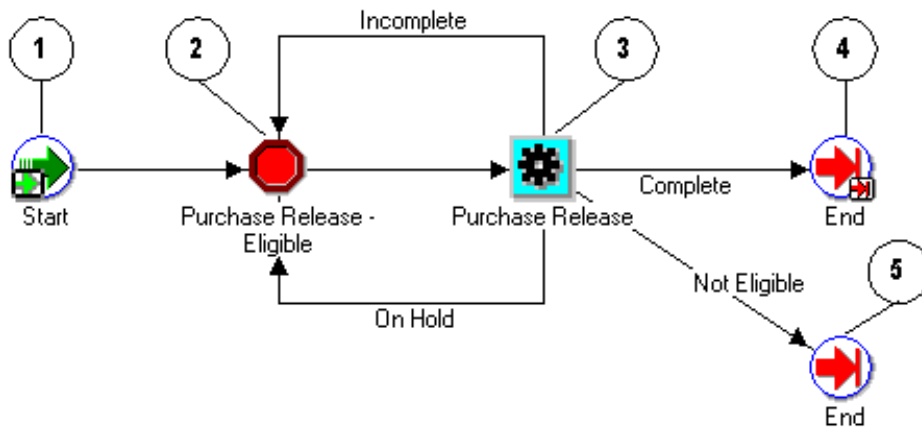 Incomplete
1
2
3
4
Start
Purchase Release -
Eligible
Purchase Release
Complete
End
Not Eligible
5
On Hold
End